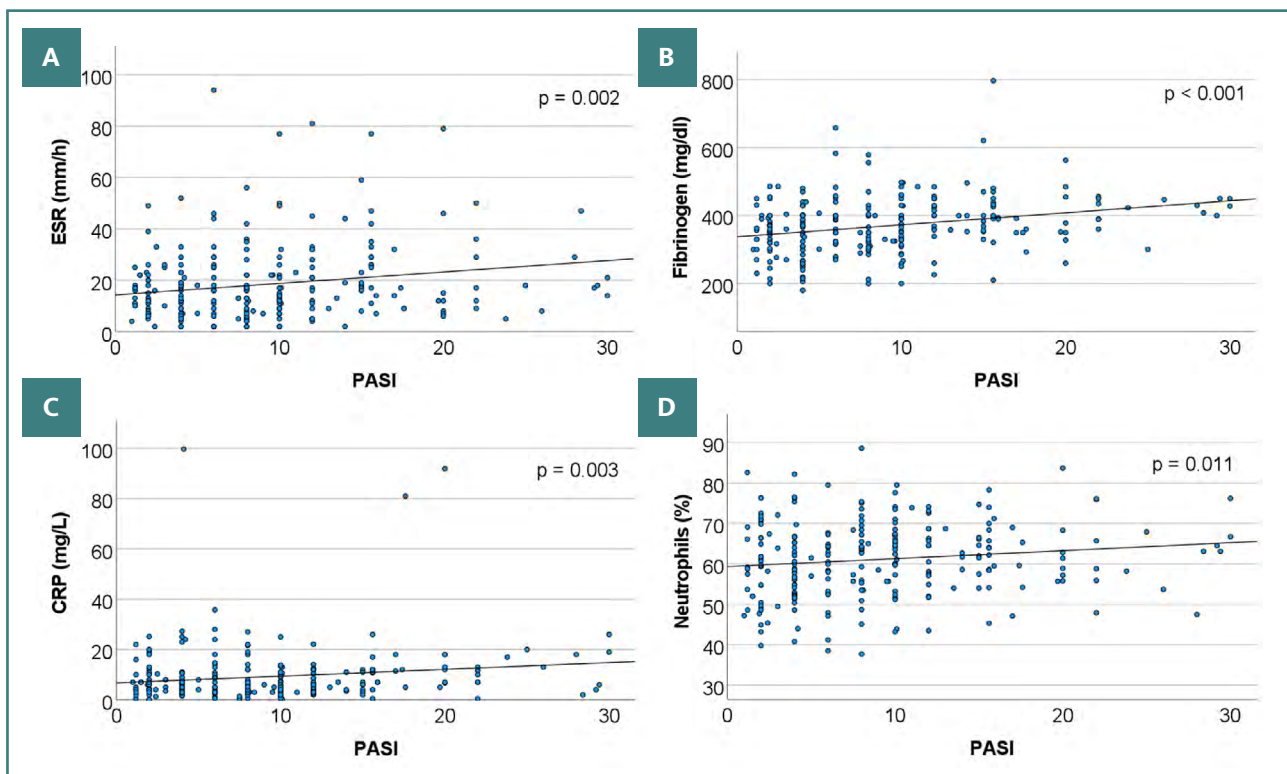 A
B
100
80
60
40
20
0
ESR (mm/h)
p = 0.002
0 10 20 30
PASI
800
600
400
200
Fibrinogen (mg/dl)
p < 0.001
0 10 20 30
PASI
C
D
100
80
60
40
20
0
CRP (mg/L)
p = 0.003
0 10 20 30
PASI
90
80
70
60
50
40
30
Neutrophils (%)
p = 0.011
0 10 20 30
PASI